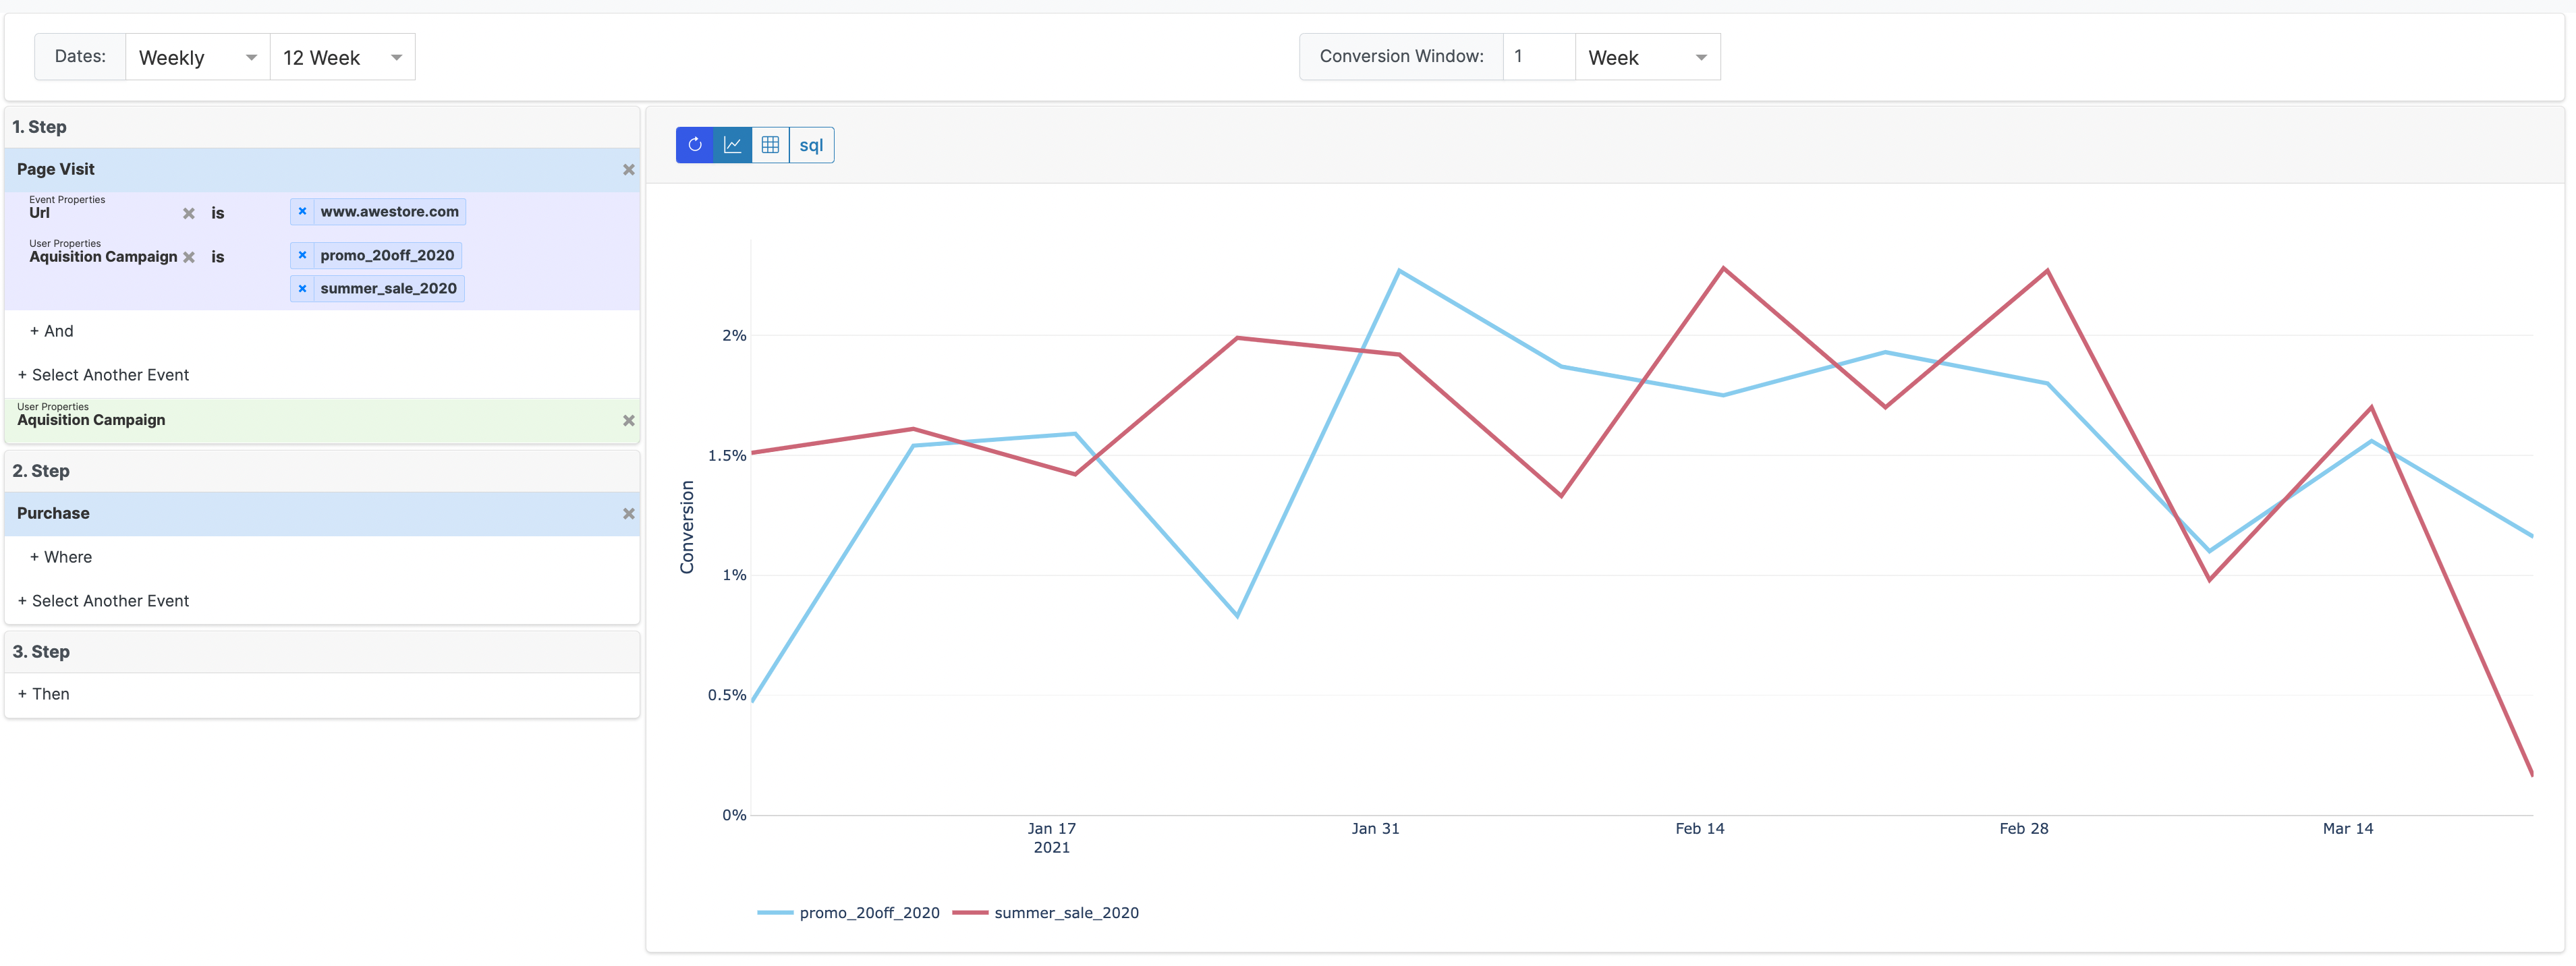 Dates: Weekly 12 Week
Conversion Window: 1 Week
1. Step
Page Visit
Event Properties
Url is www.awestore.com
User Properties
Aquisition Campaign is promo_20off_2020
summer_sale_2020
+ And
+ Select Another Event
User Properties
Aquisition Campaign
2. Step
Purchase
+ Where
+ Select Another Event
3. Step
+ Then
sql
Conversion
2%
1.5%
1%
0.5%
0%
Jan 17 Jan 31 Feb 14 Feb 28 Mar 14
2021
promo_20off_2020 summer_sale_2020